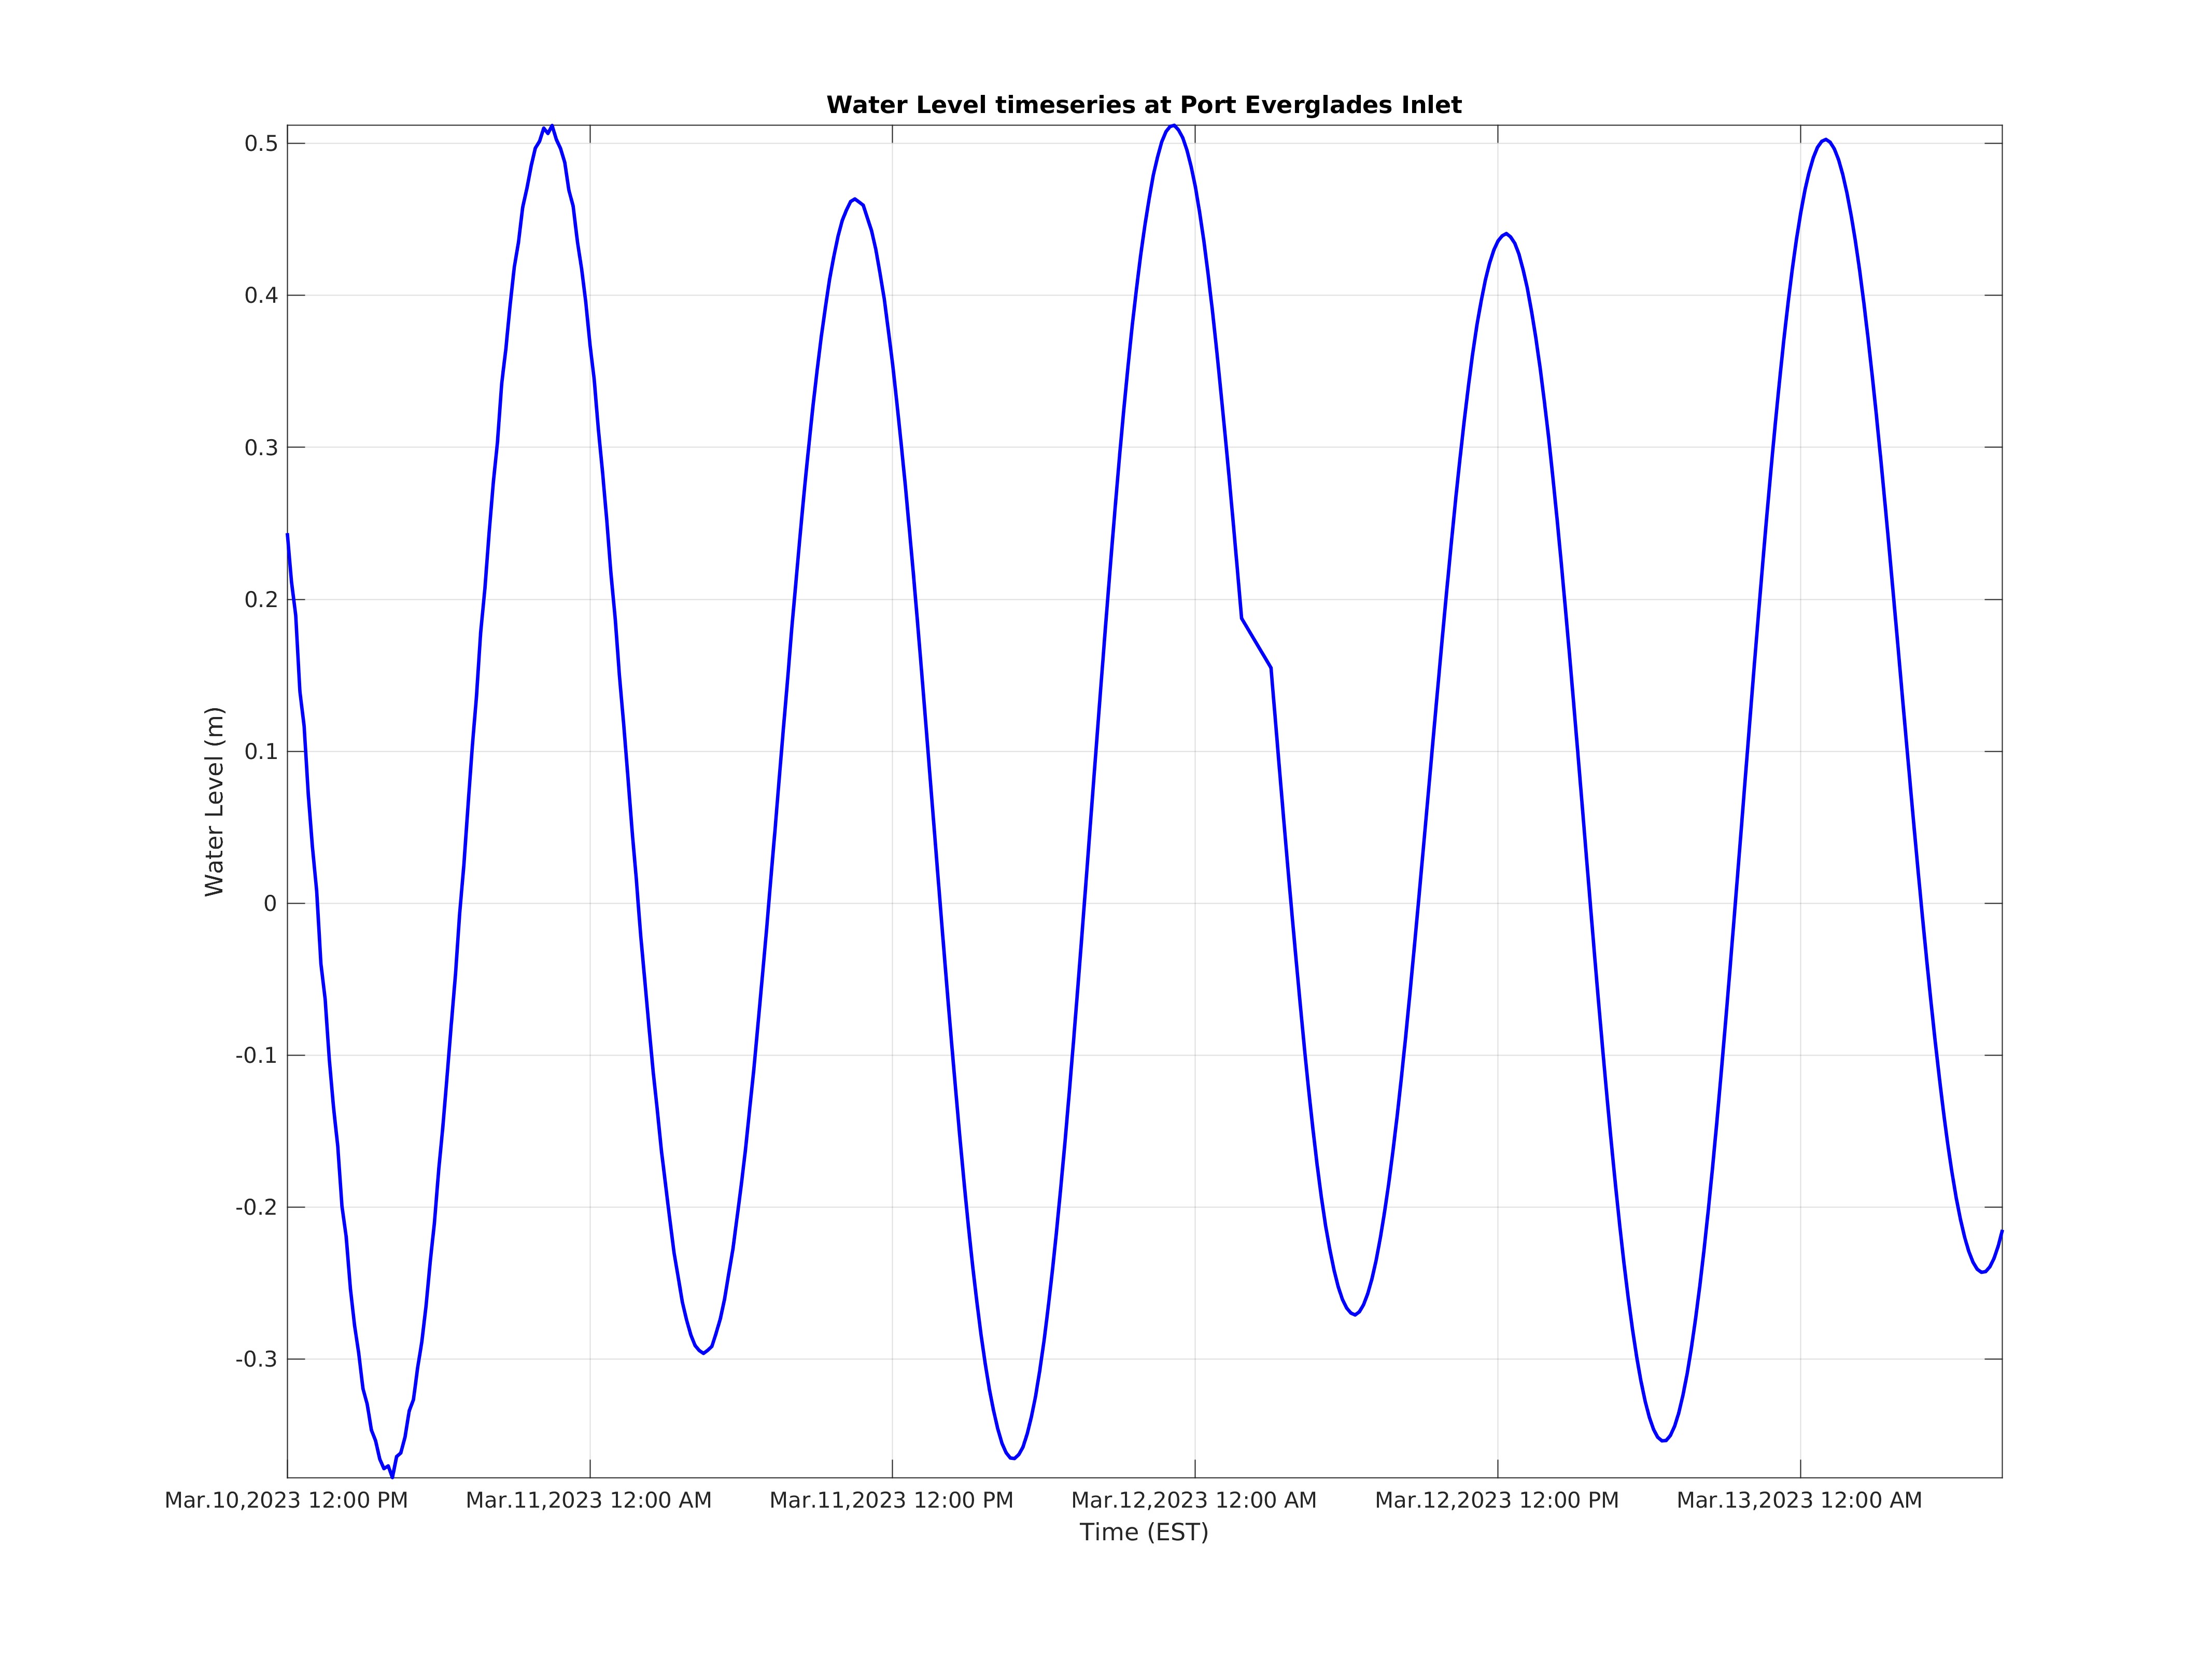 Water Level timeseries at Port Everglades Inlet
0.5
0.4
0.3
0.2
0.1
0
-0.1
-0.2
-0.3
Water Level (m)
Mar.10,2023 12:00 PM
Mar.11,2023 12:00 AM
Mar.11,2023 12:00 PM
Mar.12,2023 12:00 AM
Mar.12,2023 12:00 PM
Mar.13,2023 12:00 AM
Time (EST)